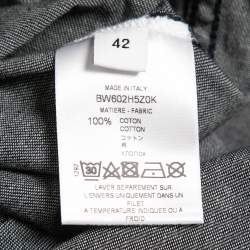 42
MADE IN ITALY
BW602H5Z0K
MATIERE - FABRIC
100% COTON
COTTON
コットン
棉
ХЛОПОК
30
LAVER SEPAREMENT SUR
L'ENVERS UNIQUEMENT DANS UN
FILET
A TEMPERATURE INDIQUEE OU A
FROID